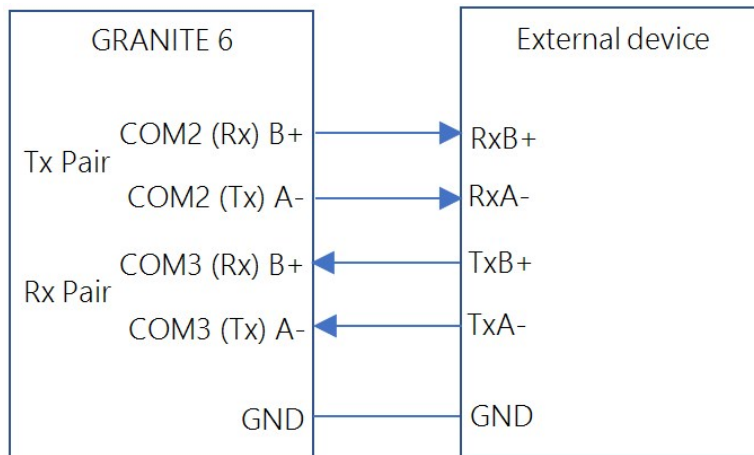 GRANITE 6
External device
Tx Pair
COM2 (Rx) B+
RxB+
COM2 (Tx) A-
RxA-
Rx Pair
COM3 (Rx) B+
TxB+
COM3 (Tx) A-
TxA-
GND
GND